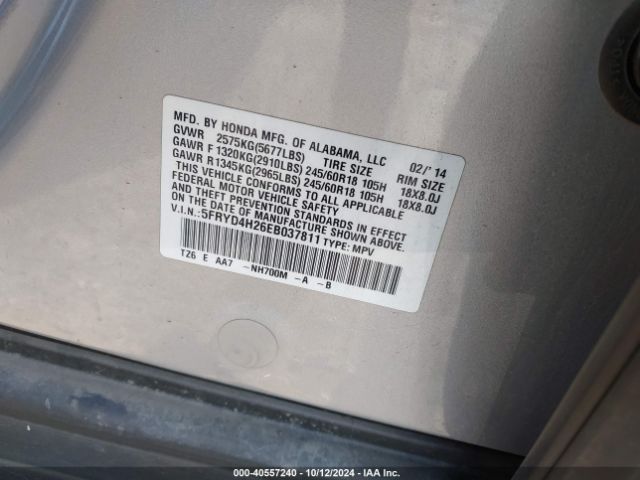 MFD. BY HONDA MFG. OF ALABAMA, LLC 02/' 14
GVWR 2575KG(5677LBS) TIRE SIZE RIM SIZE
GAWR F 1320KG(2910LBS) 245/60R18 105H 18X8.0J
GAWR R 1345KG(2965LBS) 245/60R18 105H 18X8.0J
THIS VEHICLE CONFORMS TO ALL APPLICABLE
FEDERAL MOTOR VEHICLE SAFETY
AND THEFT PREVENTION STANDARDS IN EFFECT
ON THE DATE OF MANUFACTURE SHOWN ABOVE.
V.I.N.: 5FRYD4H26EB037811 TYPE: MPV
TZ6 E AA7 -NH700M -A -B
000-40557240 - 10/12/2024 - IAA Inc.